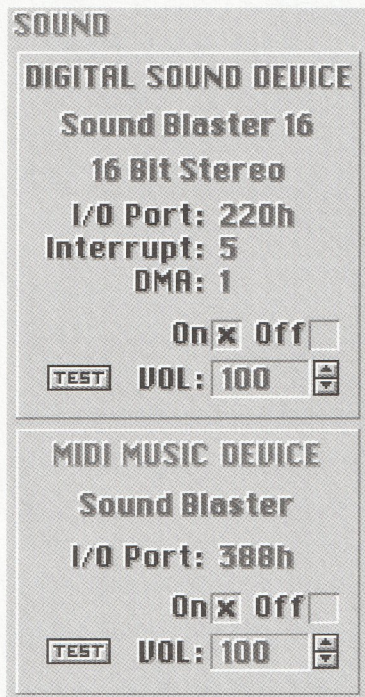 SOUND
DIGITAL SOUND DEVICE
Sound Blaster 16
16 Bit Stereo
I/O Port: 220h
Interrupt: 5
DMA: 1
On x Off
TEST VOL: 100
MIDI MUSIC DEVICE
Sound Blaster
I/O Port: 388h
On x Off
TEST VOL: 100